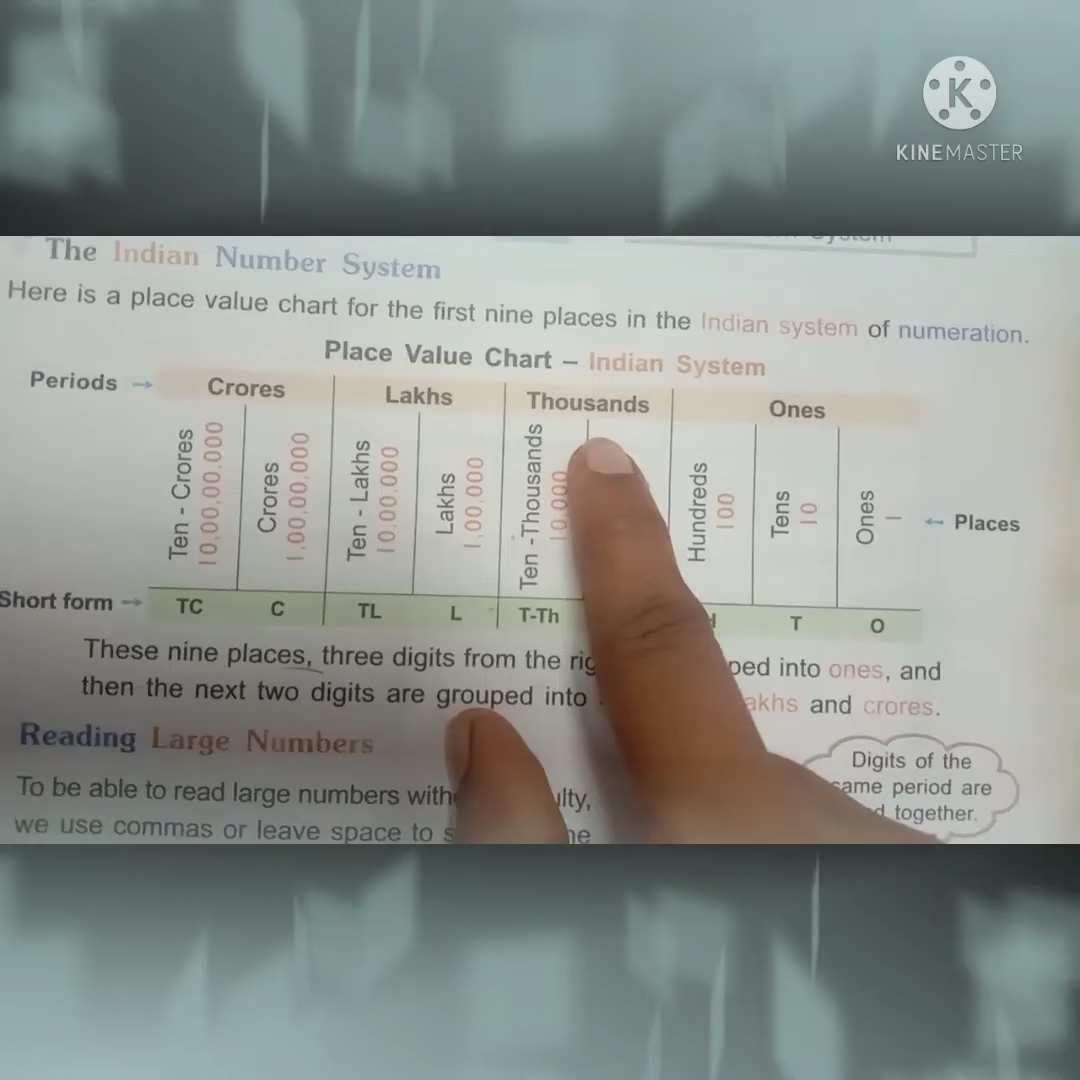 KINEMASTER
System
The Indian Number System
Here is a place value chart for the first nine places in the Indian system of numeration.
Place Value Chart – Indian System
Periods → Crores Lakhs Thousands Ones
Ten - Crores 10,00,00,000 Crores 1,00,00,000 Ten - Lakhs 10,00,000 Lakhs 1,00,000 Ten -Thousands 10,000 Hundreds 100 Tens 10 Ones 1 ← Places
Short form → TC C TL L T-Th T O
These nine places, three digits from the ped into ones, and
then the next two digits are grouped into akhs and crores.
Reading Large Numbers
To be able to read large numbers lty,
we use commas or leave space to
Digits of the
ame period are
together.